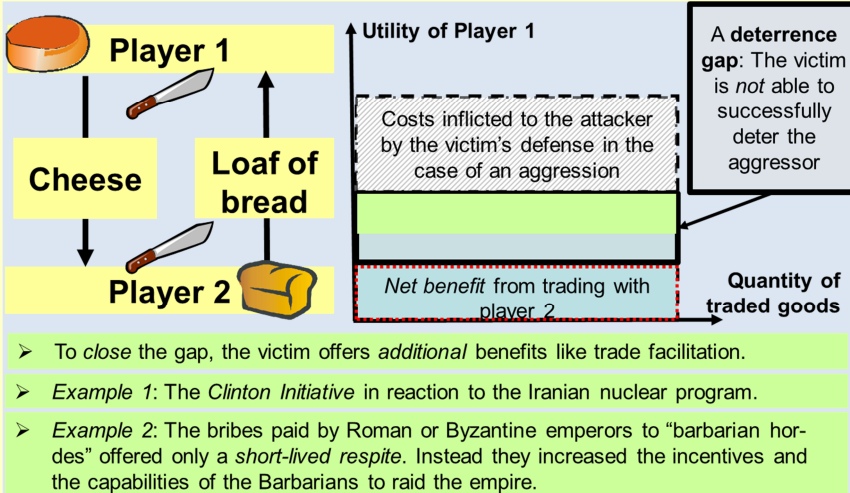 Player 1
Cheese
Loaf of
bread
Player 2
Utility of Player 1
Costs inflicted to the attacker
by the victim's defense in the
case of an aggression
Net benefit from trading with
player 2
Quantity of
traded goods
A deterrence
gap: The victim
is not able to
successfully
deter the
aggressor
➢ To close the gap, the victim offers additional benefits like trade facilitation.
➢ Example 1: The Clinton Initiative in reaction to the Iranian nuclear program.
➢ Example 2: The bribes paid by Roman or Byzantine emperors to “barbarian hor-
des” offered only a short-lived respite. Instead they increased the incentives and
the capabilities of the Barbarians to raid the empire.